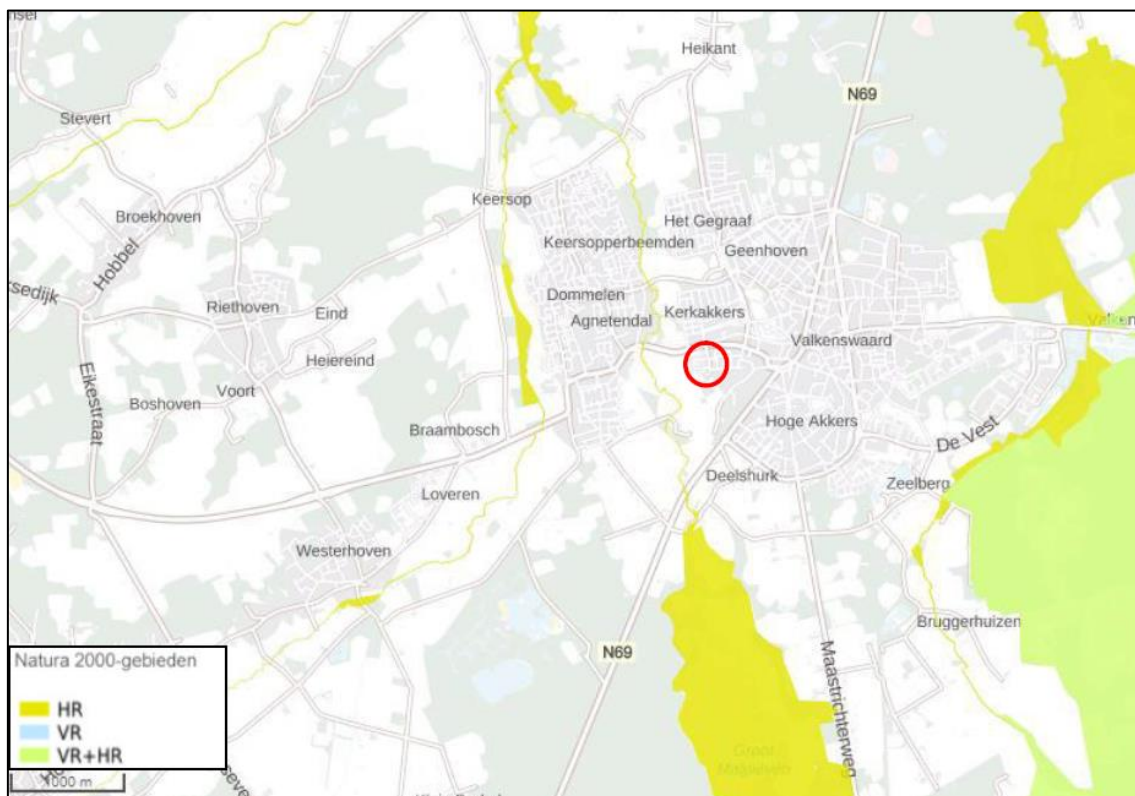 Heikant
N69
Stevert
Keersop
Broekhoven
Het Gegraaf
Hobbel
Keersopperbeemden
Geenhoven
Dommelen
Riethoven
Eind
Agnetendal
Kerkakkers
Valkenswaard
Heiereind
Eikestraat
Voort
Boshoven
Braambosch
Hoge Akkers
De Vest
Deelshurk
Zeelberg
Loveren
Westerhoven
Bruggerhuizen
N69
Maastrichterweg
Natura 2000-gebieden
HR
VR
VR+HR
1000 m